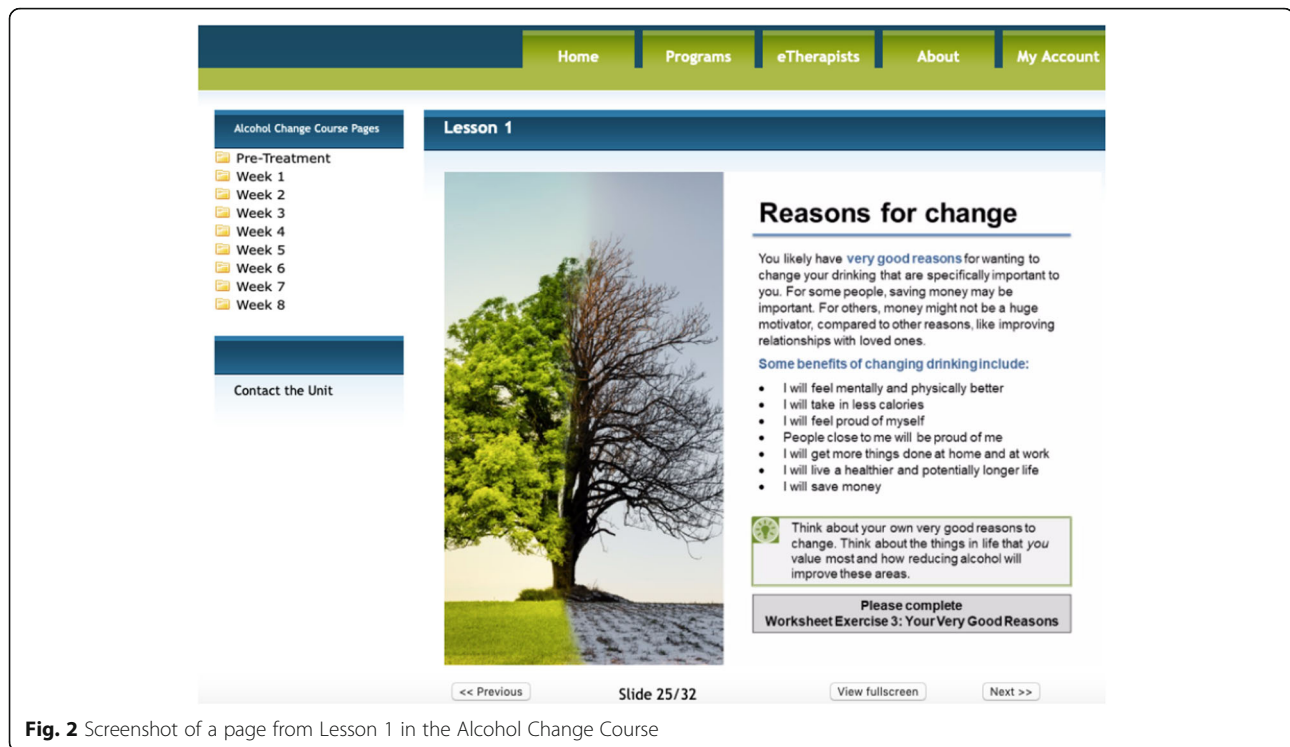 Home Programs eTherapists About My Account
Alcohol Change Course Pages
Pre-Treatment
Week 1
Week 2
Week 3
Week 4
Week 5
Week 6
Week 7
Week 8
Contact the Unit
Lesson 1
Reasons for change
You likely have very good reasons for wanting to
change your drinking that are specifically important to
you. For some people, saving money may be
important. For others, money might not be a huge
motivator, compared to other reasons, like improving
relationships with loved ones.
Some benefits of changing drinking include:
• I will feel mentally and physically better
• I will take in less calories
• I will feel proud of myself
• People close to me will be proud of me
• I will get more things done at home and at work
• I will live a healthier and potentially longer life
• I will save money
Think about your own very good reasons to
change. Think about the things in life that you
value most and how reducing alcohol will
improve these areas.
Please complete
Worksheet Exercise 3: Your Very Good Reasons
<< Previous Slide 25/32 View fullscreen Next >>
Fig. 2 Screenshot of a page from Lesson 1 in the Alcohol Change Course